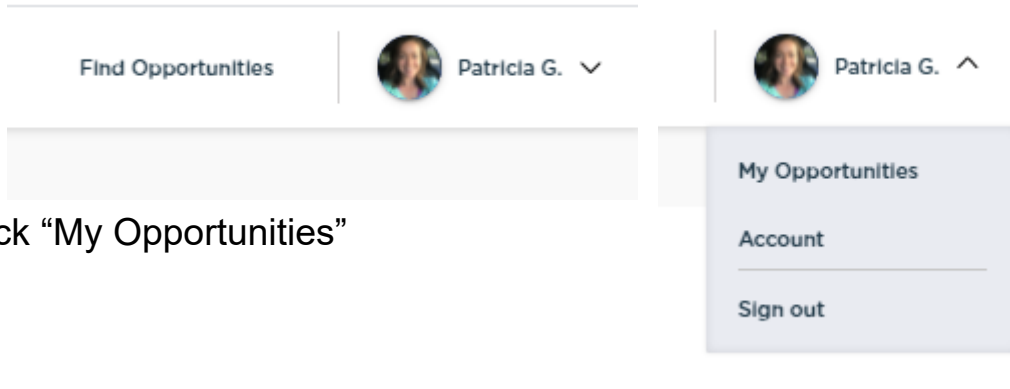 Find Opportunities
Patricia G.
Patricia G.
My Opportunities
Account
Sign out
ck “My Opportunities”